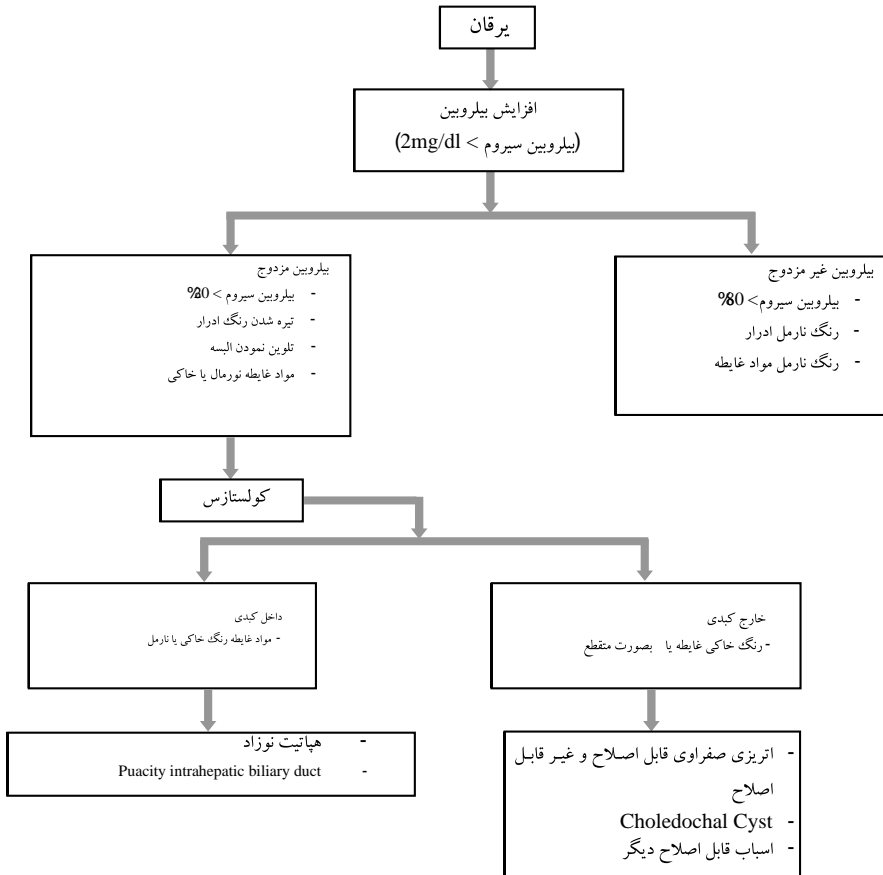 یرقان
افزایش بیلروبین
(بیلروبین سیروم > 2mg/dl)
بیلروبین مزدوج
- بیلروبین سیروم > 20%
- تیره شدن رنگ ادرار
- تلوین نمودن البسه
- مواد غایطه نورمال یا خاکی
بیلروبین غیر مزدوج
- بیلروبین سیروم> 80%
- رنگ نارمل ادرار
- رنگ نارمل مواد غایطه
کولستازس
داخل کبدی
- مواد غایطه رنگ خاکی یا نارمل
خارج کبدی
- رنگ خاکی غایطه یا بصورت متقطع
- هپاتیت نوزاد
- Puacity intrahepatic biliary duct
- اتریزی صفراوی قابل اصلاح و غیر قابل
اصلاح
- Choledochal Cyst
- اسباب قابل اصلاح دیگر